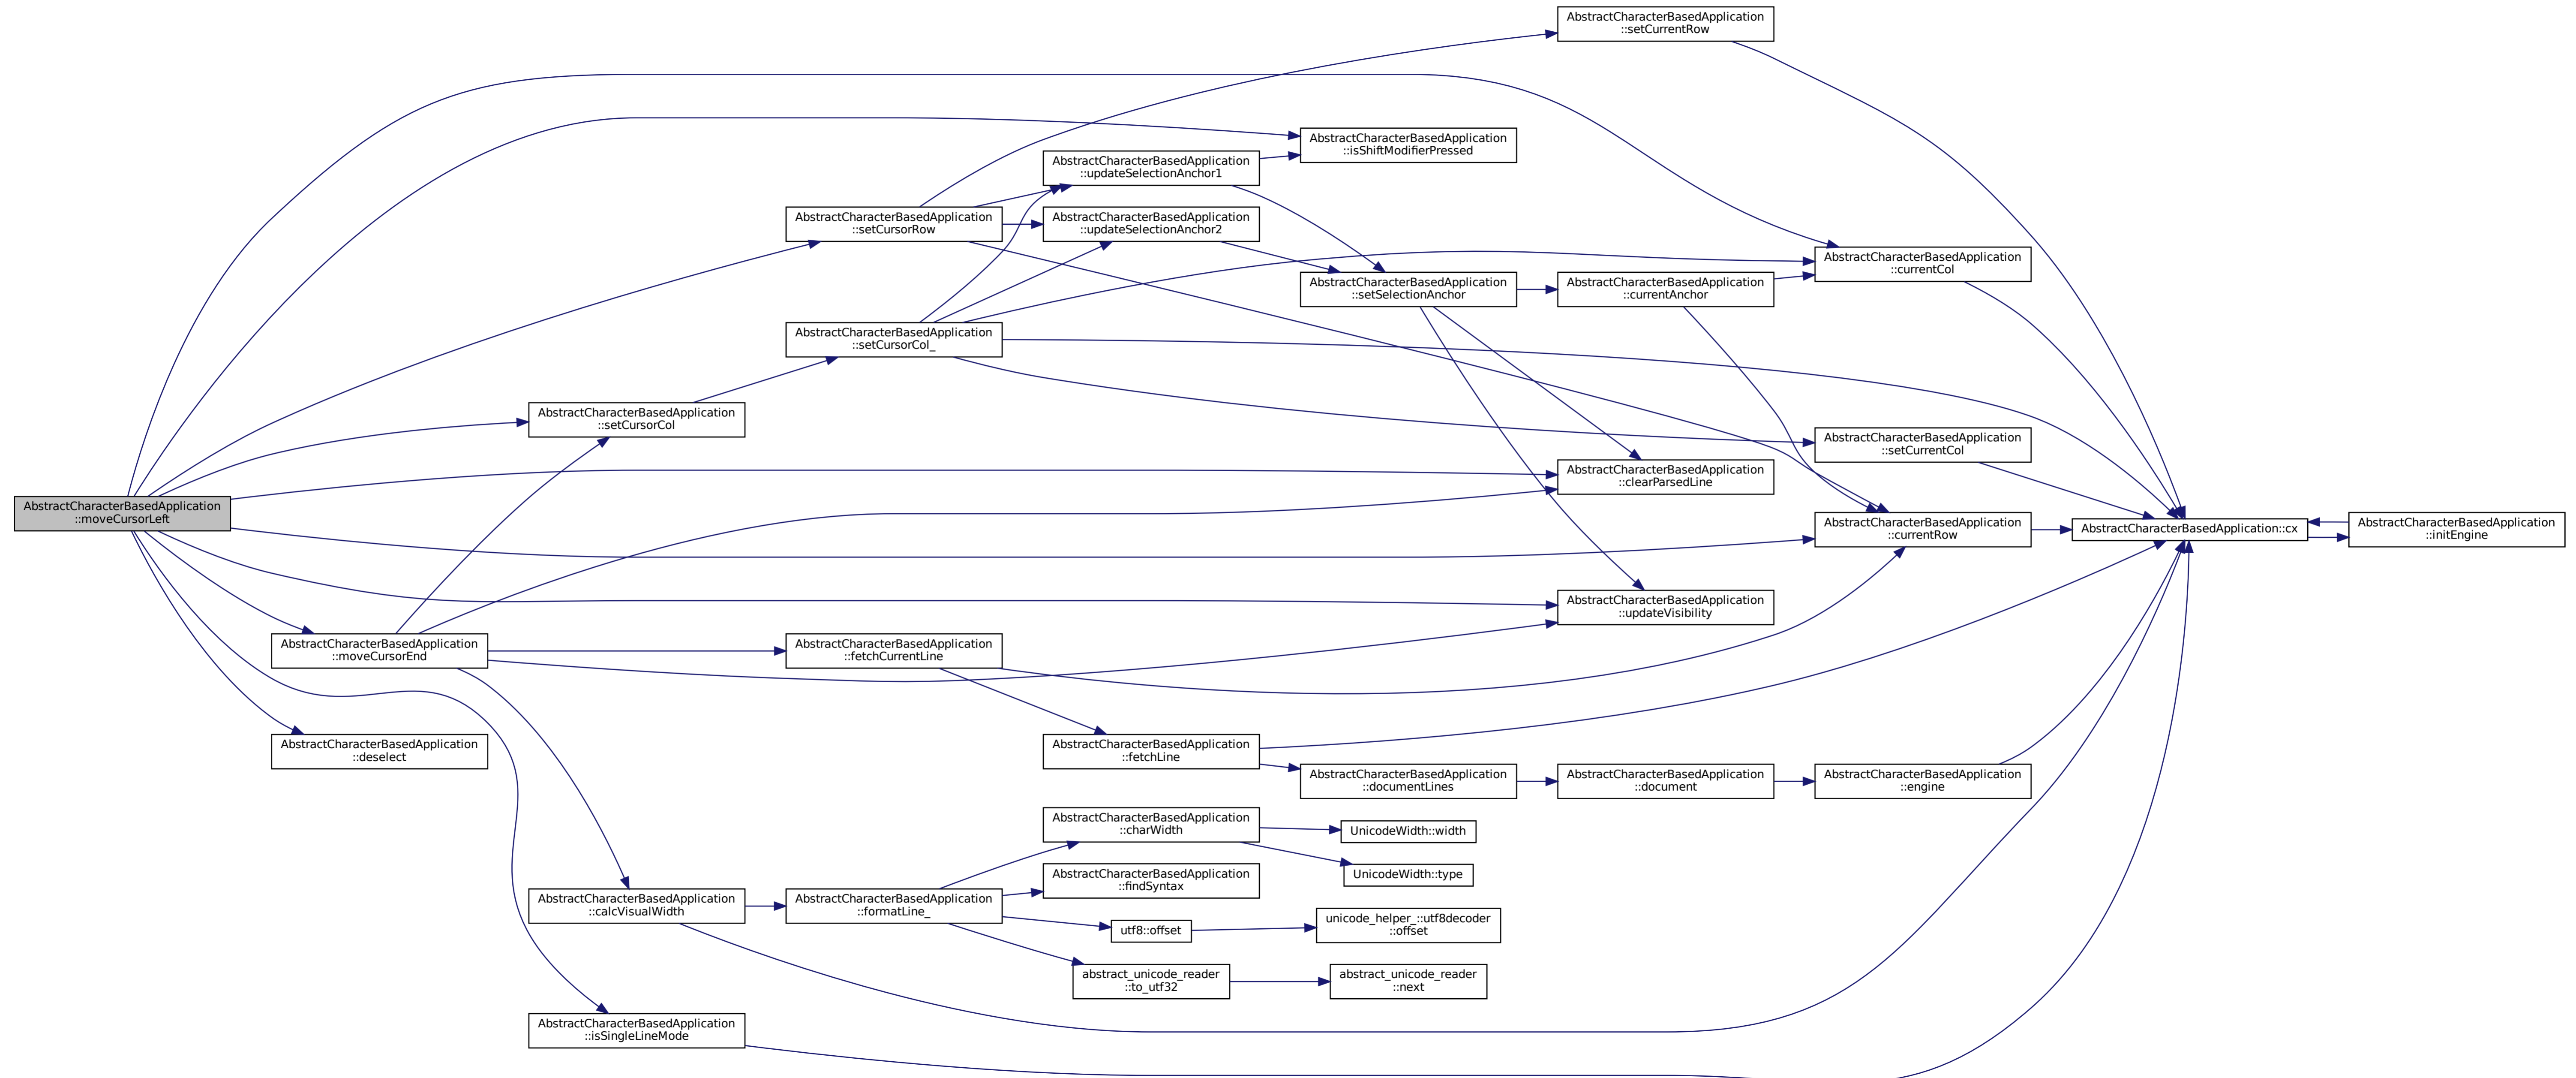 AbstractCharacterBasedApplication
::moveCursorLeft
AbstractCharacterBasedApplication
::moveCursorEnd
AbstractCharacterBasedApplication
::deselect
AbstractCharacterBasedApplication
::setCursorCol
AbstractCharacterBasedApplication
::calcVisualWidth
AbstractCharacterBasedApplication
::isSingleLineMode
AbstractCharacterBasedApplication
::setCursorRow
AbstractCharacterBasedApplication
::setCursorCol_
AbstractCharacterBasedApplication
::fetchCurrentLine
AbstractCharacterBasedApplication
::formatLine_
AbstractCharacterBasedApplication
::updateSelectionAnchor1
AbstractCharacterBasedApplication
::updateSelectionAnchor2
AbstractCharacterBasedApplication
::fetchLine
AbstractCharacterBasedApplication
::charWidth
AbstractCharacterBasedApplication
::findSyntax
utf8::offset
abstract_unicode_reader
::to_utf32
AbstractCharacterBasedApplication
::isShiftModifierPressed
AbstractCharacterBasedApplication
::setSelectionAnchor
AbstractCharacterBasedApplication
::documentLines
UnicodeWidth::width
UnicodeWidth::type
unicode_helper_::utf8decoder
::offset
abstract_unicode_reader
::next
AbstractCharacterBasedApplication
::setCurrentRow
AbstractCharacterBasedApplication
::currentAnchor
AbstractCharacterBasedApplication
::clearParsedLine
AbstractCharacterBasedApplication
::updateVisibility
AbstractCharacterBasedApplication
::document
AbstractCharacterBasedApplication
::currentCol
AbstractCharacterBasedApplication
::setCurrentCol
AbstractCharacterBasedApplication
::currentRow
AbstractCharacterBasedApplication
::engine
AbstractCharacterBasedApplication::cx
AbstractCharacterBasedApplication
::initEngine